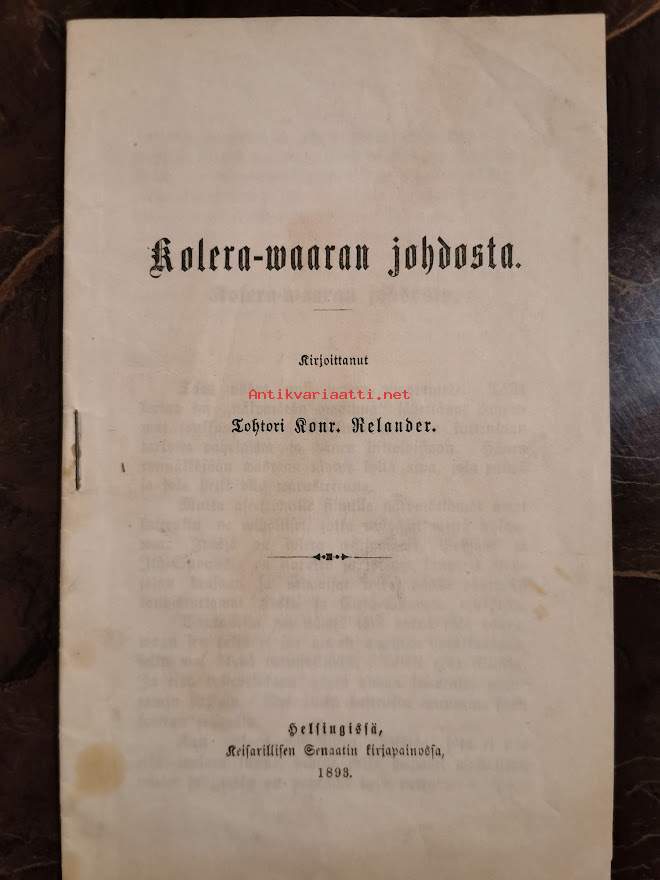 Kolera-waaran johdosta.
Kirjoittanut
Antikvariaatti.net
Tohtori Konr. Relander.
Helsingissä,
Keisarillisen Senaatin kirjapainossa,
1893.